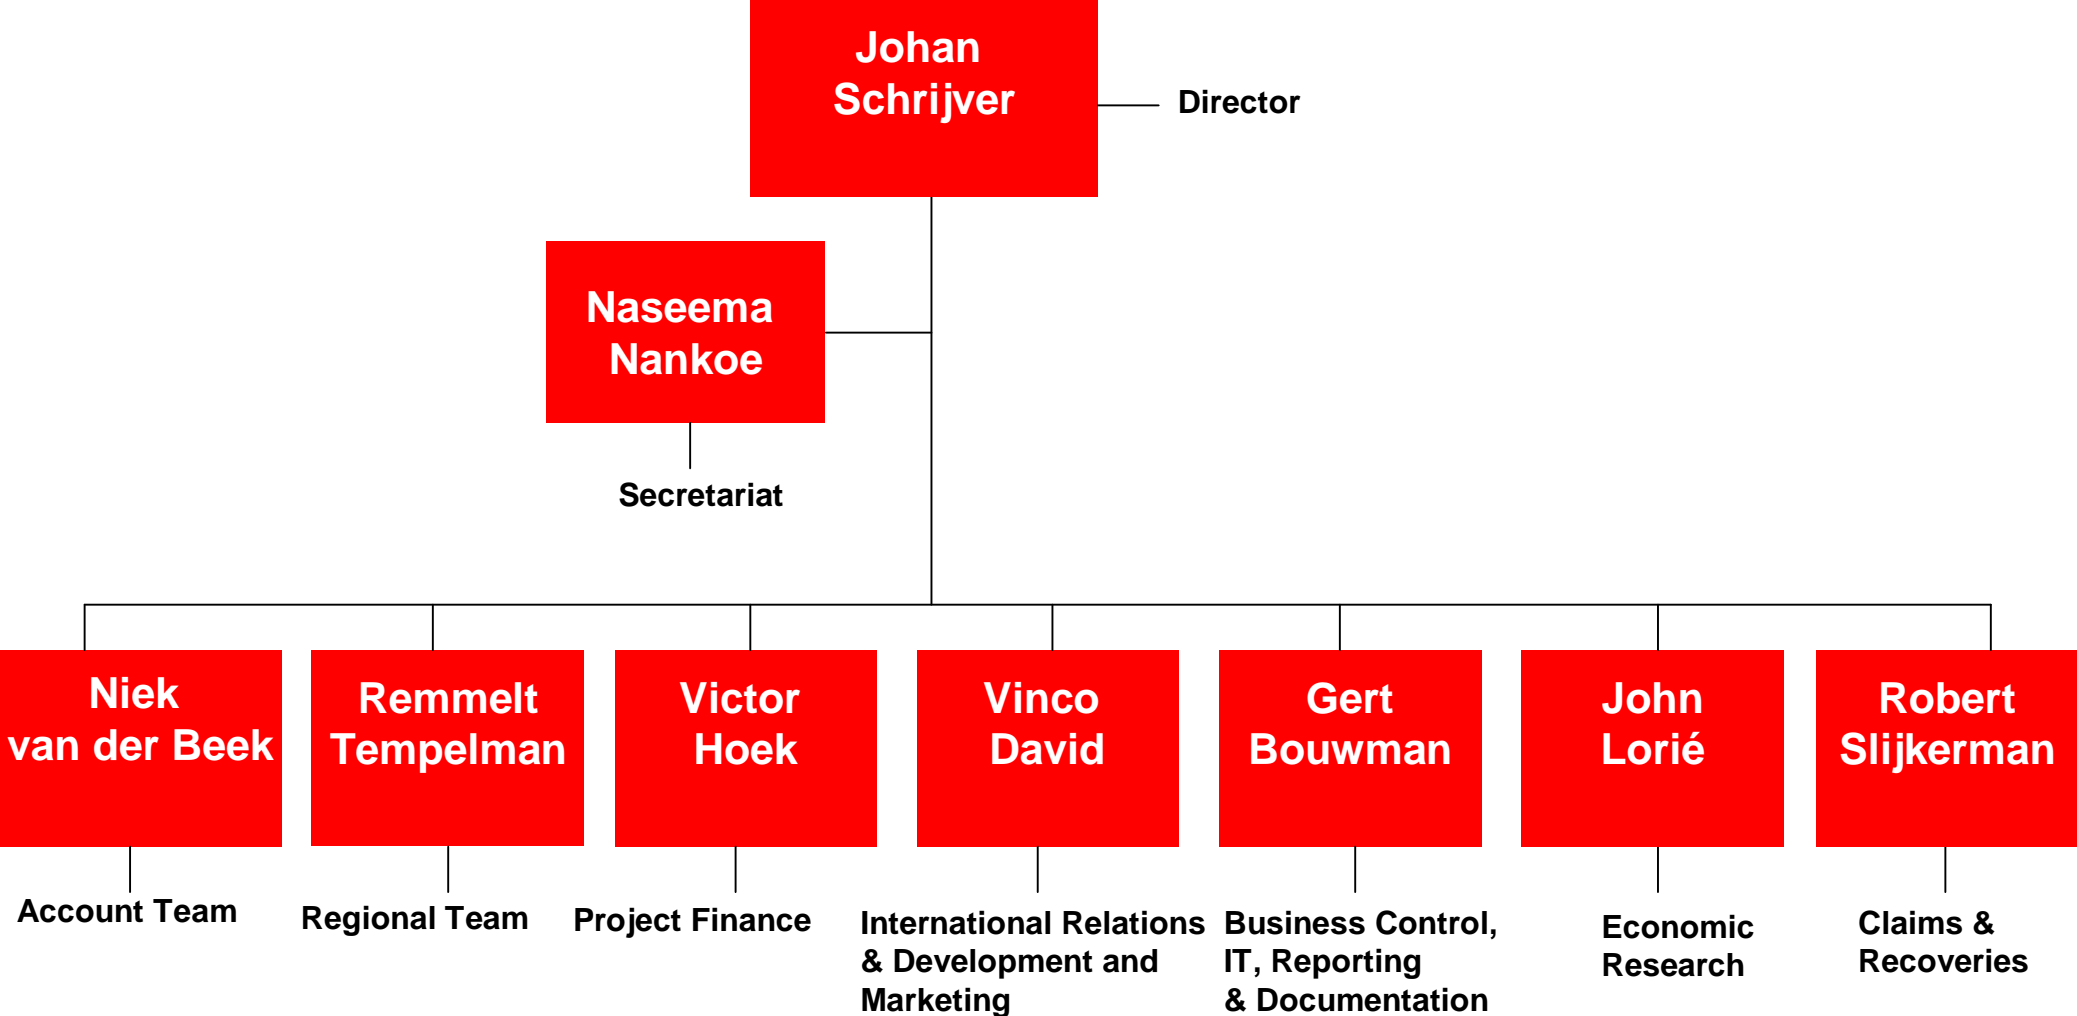 Johan
Schrijver
Director
Naseema
Nankoe
Secretariat
Niek
van der Beek
Remmelt
Tempelman
Victor
Hoek
Vinco
David
Gert
Bouwman
John
Lorié
Robert
Slijkerman
Account Team
Regional Team
Project Finance
International Relations
& Development and
Marketing
Business Control,
IT, Reporting
& Documentation
Economic
Research
Claims &
Recoveries